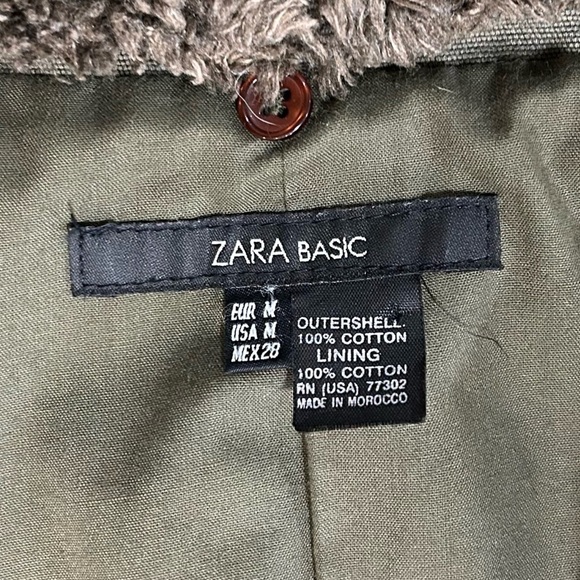 ZARA BASIC
EUR M
USA M
MEX 28
OUTERSHELL:
100% COTTON
LINING
100% COTTON
RN (USA) 77302
MADE IN MOROCCO